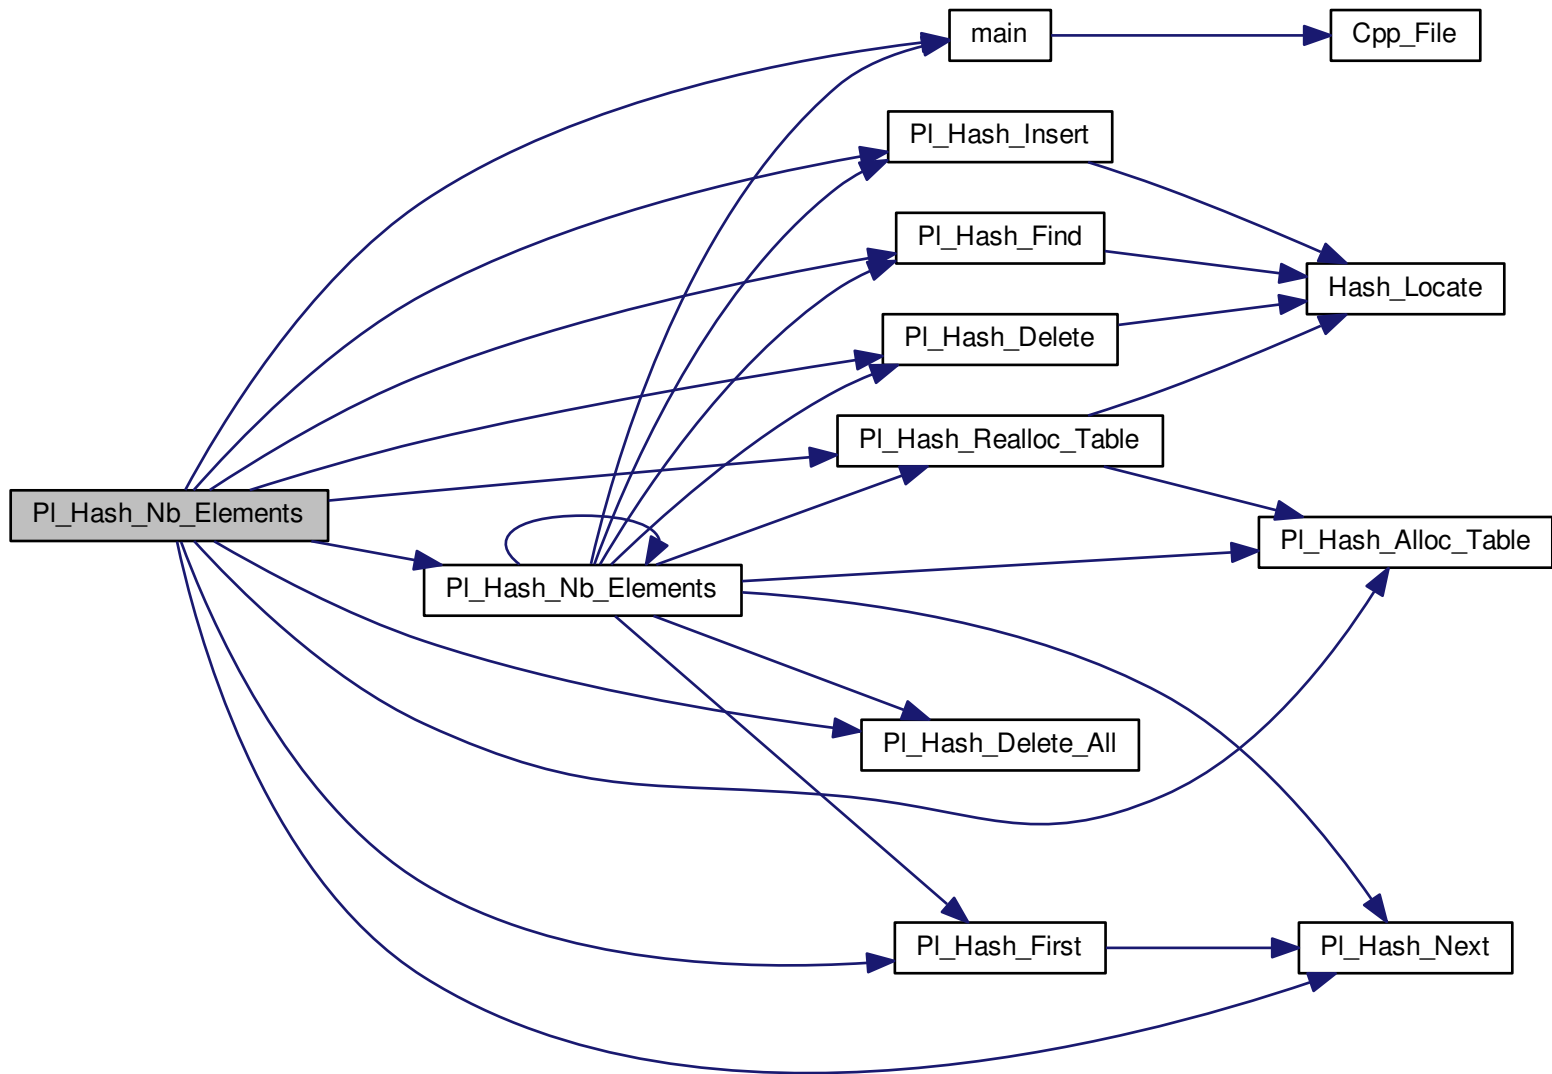 main
Cpp_File
Pl_Hash_Insert
Pl_Hash_Find
Hash_Locate
Pl_Hash_Delete
Pl_Hash_Realloc_Table
Pl_Hash_Nb_Elements
Pl_Hash_Alloc_Table
Pl_Hash_Nb_Elements
Pl_Hash_Delete_All
Pl_Hash_First
Pl_Hash_Next